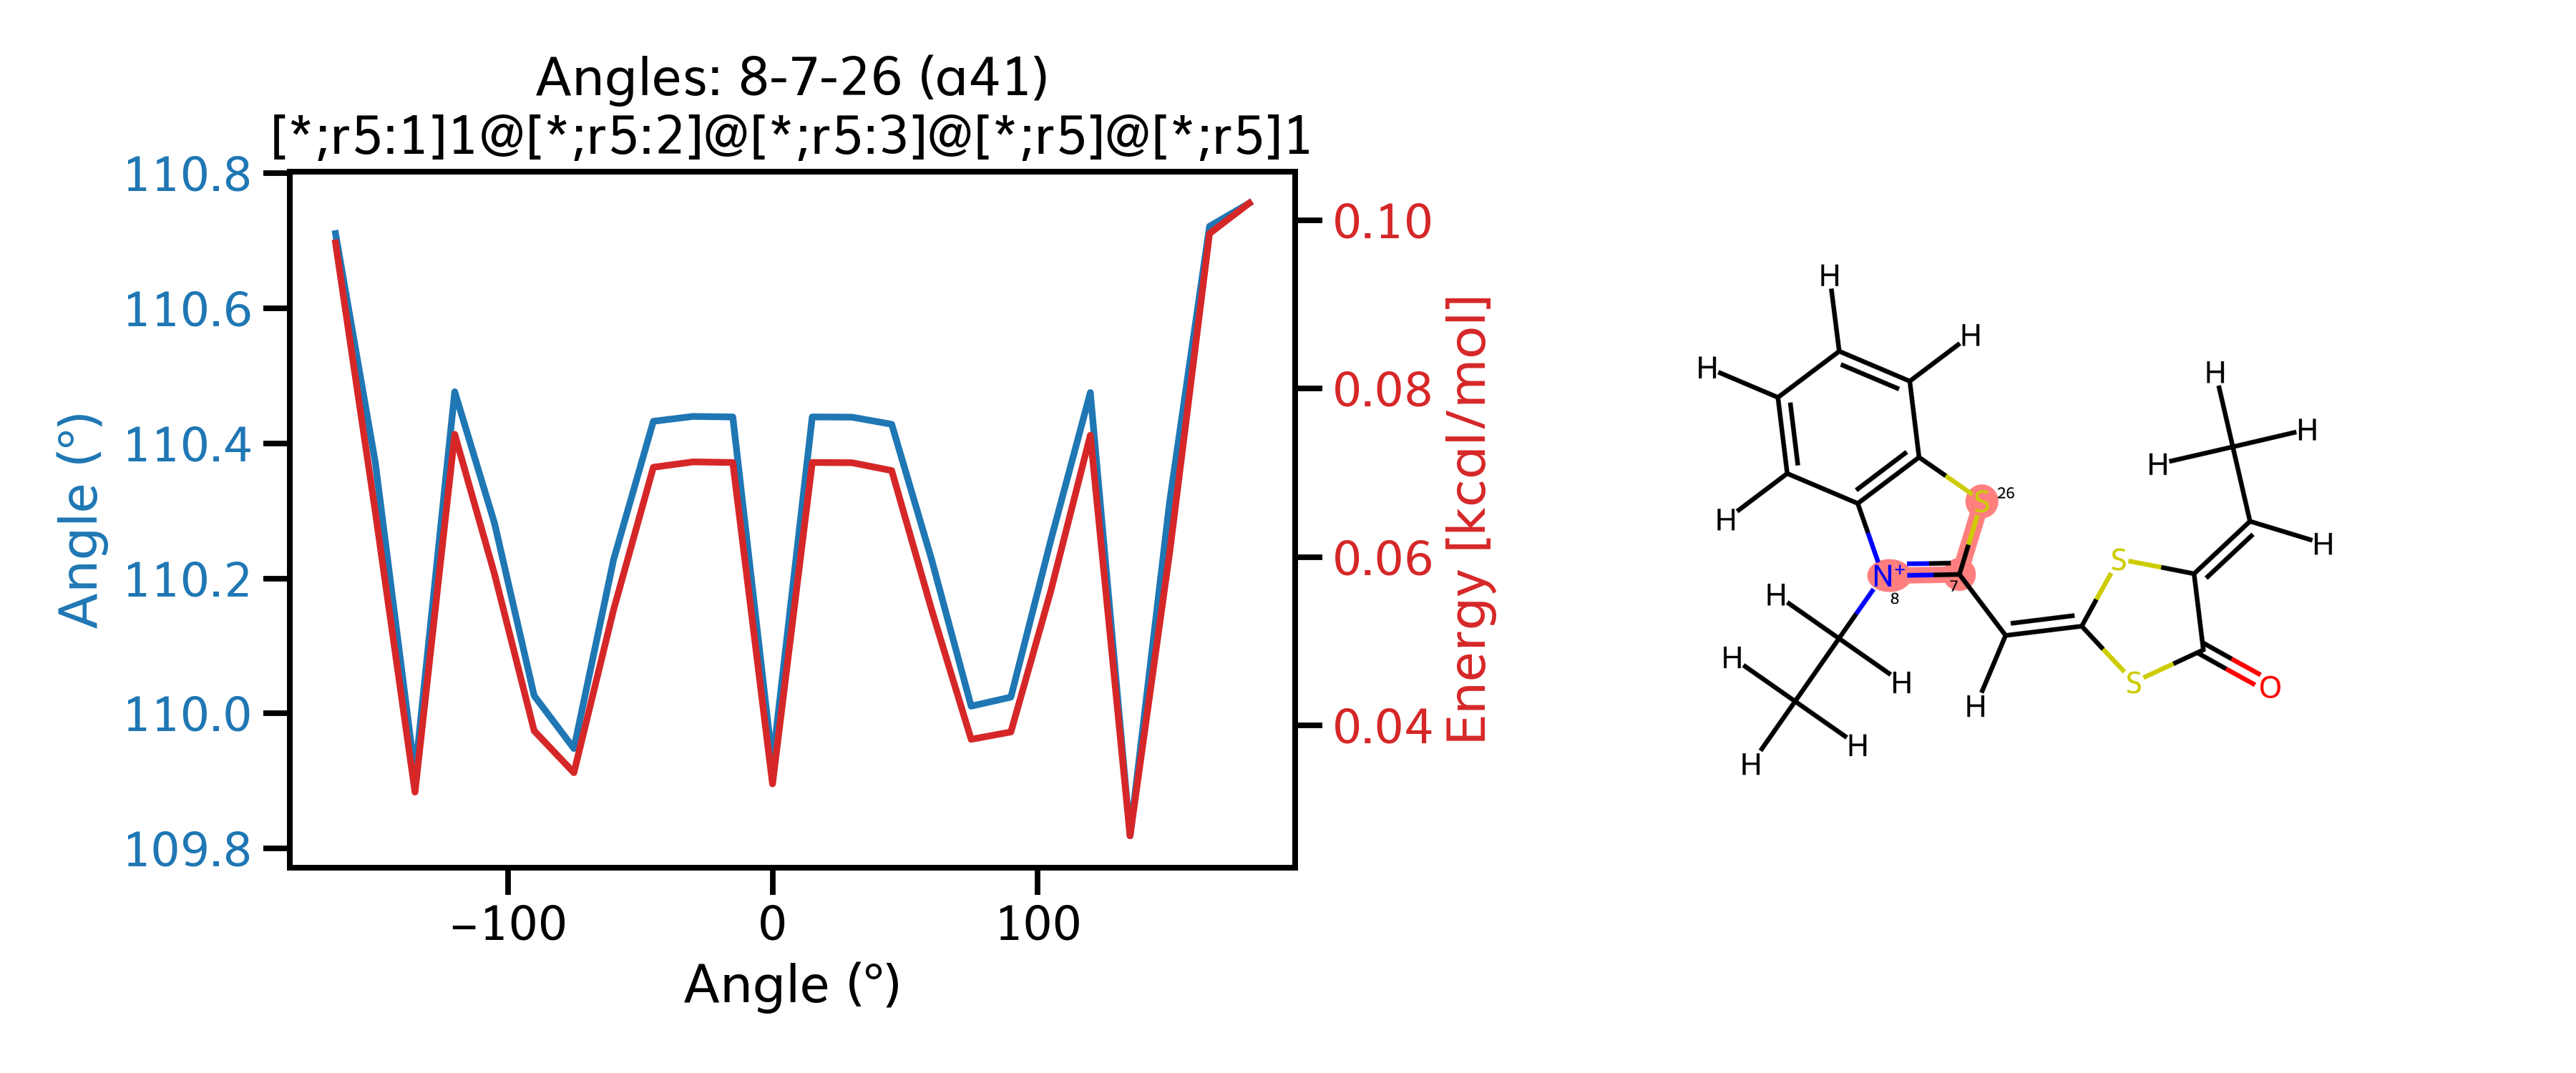 Angles: 8-7-26 (a41)
[*;r5:1]1@[*;r5:2]@[*;r5:3]@[*;r5]@[*;r5]1
110.8
110.6
110.4
110.2
110.0
109.8
Angle (°)
0.10
0.08
0.06
0.04
Energy [kcal/mol]
−100
0
100
Angle (°)
H
H
H
H
H
H
H
S
26
H
S
N+
8
7
H
H
H
S
O
H
H
H